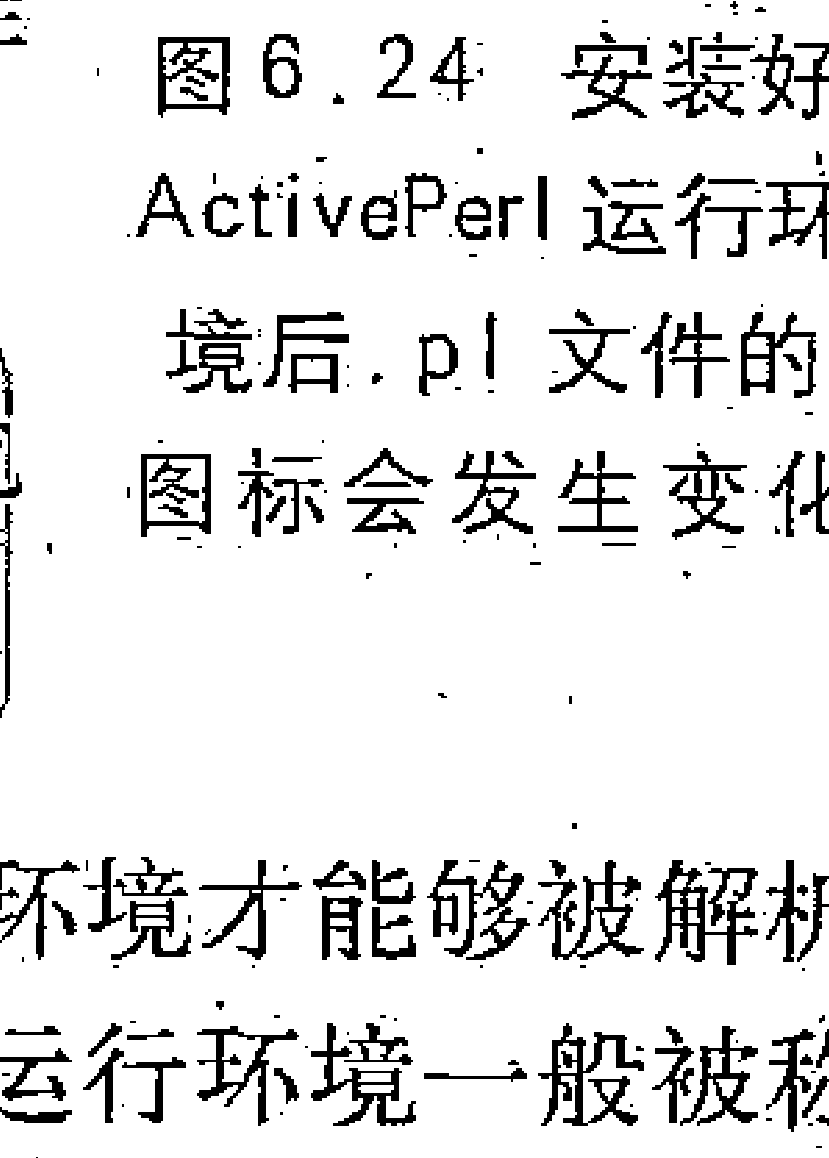 图6.24 安装好
ActivePerl运行环
境后.pl文件的
图标会发生变化
环境才能够被解析
运行环境一般被称